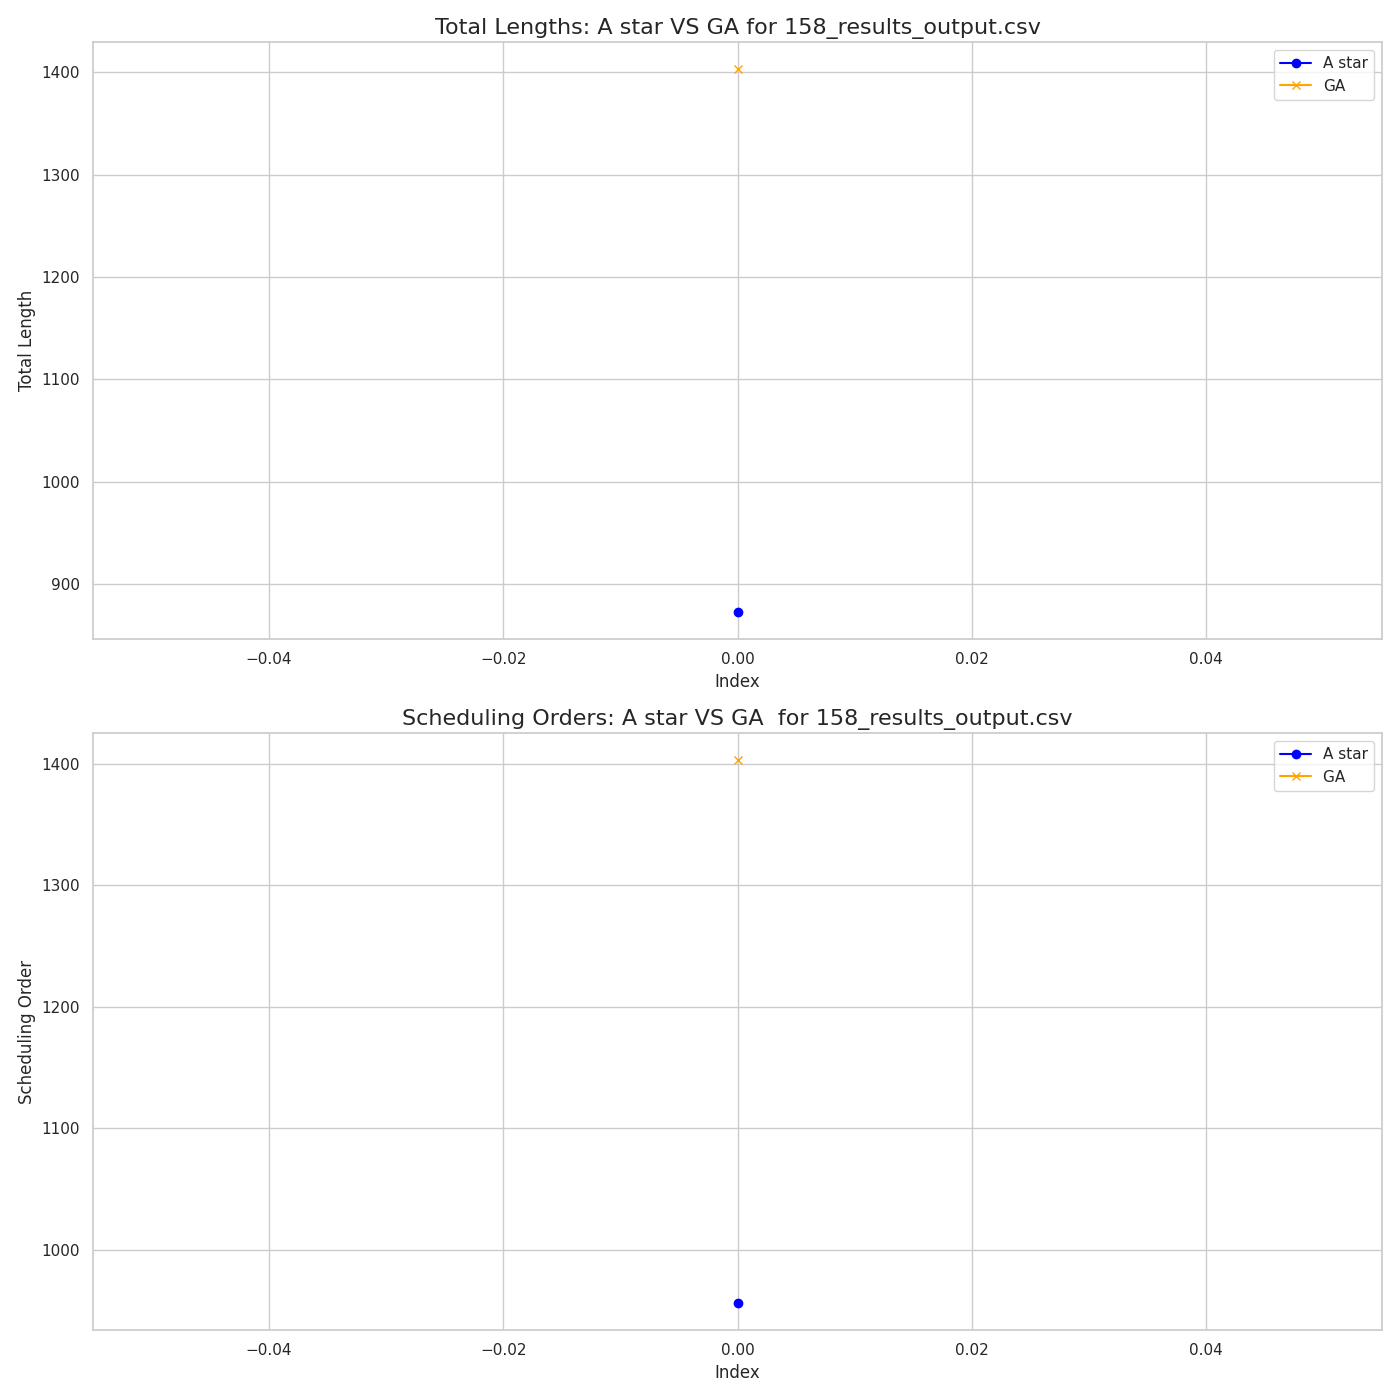 Total Lengths: A star VS GA for 158_results_output.csv
A star
GA
1400
1300
1200
1100
1000
900
Total Length
−0.04
−0.02
0.00
0.02
0.04
Index
Scheduling Orders: A star VS GA  for 158_results_output.csv
A star
GA
1400
1300
1200
1100
1000
Scheduling Order
−0.04
−0.02
0.00
0.02
0.04
Index